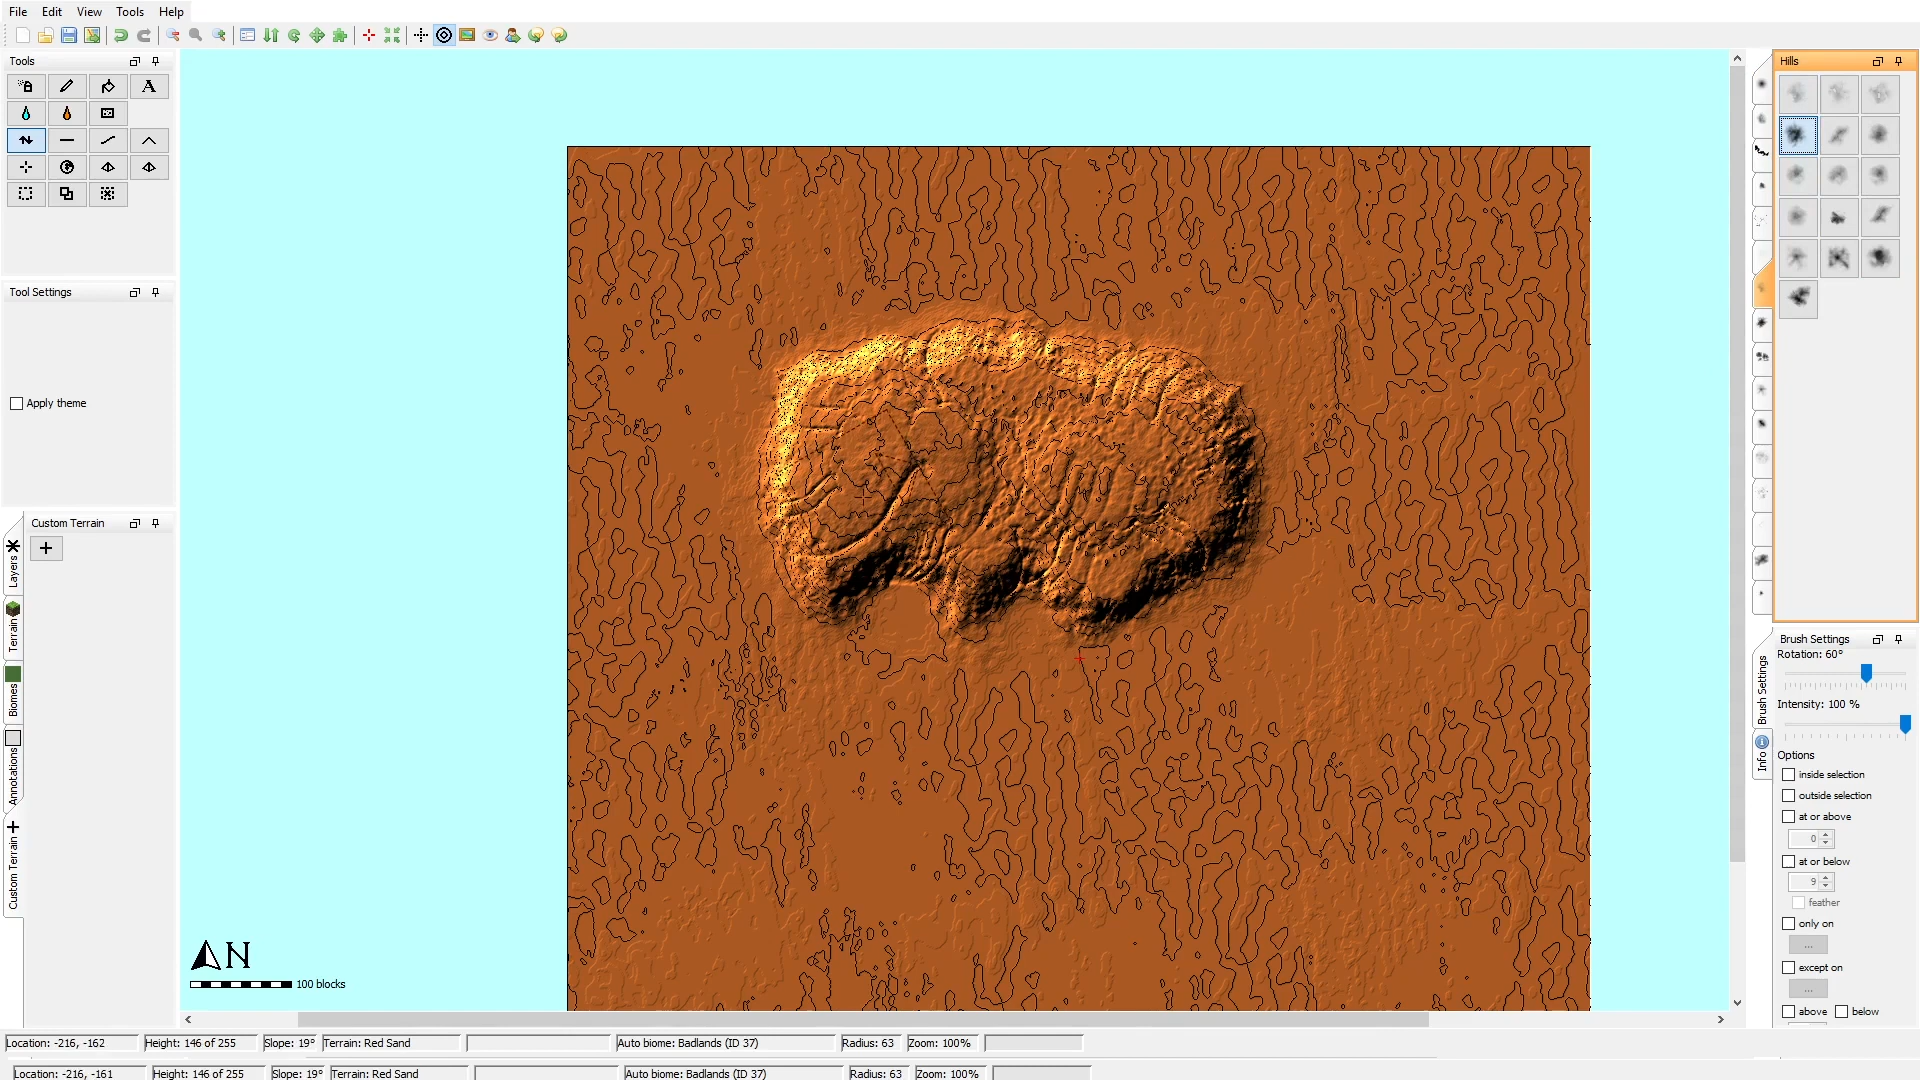 File Edit View Tools Help
Tools
Hills
A
Tool Settings
Apply theme
Custom Terrain
Layers
Terrain
Biomes
Annotations
Custom Terrain
Brush Settings
Rotation: 60°
Intensity: 100 %
Options
inside selection
outside selection
at or above
0
at or below
9
feather
only on
...
except on
...
above below
Brush Settings
Info
N
100 blocks
Location: -216, -162 Height: 146 of 255 Slope: 19° Terrain: Red Sand Auto biome: Badlands (ID 37) Radius: 63 Zoom: 100%
Location: -216, -161 Height: 146 of 255 Slope: 19° Terrain: Red Sand Auto biome: Badlands (ID 37) Radius: 63 Zoom: 100%